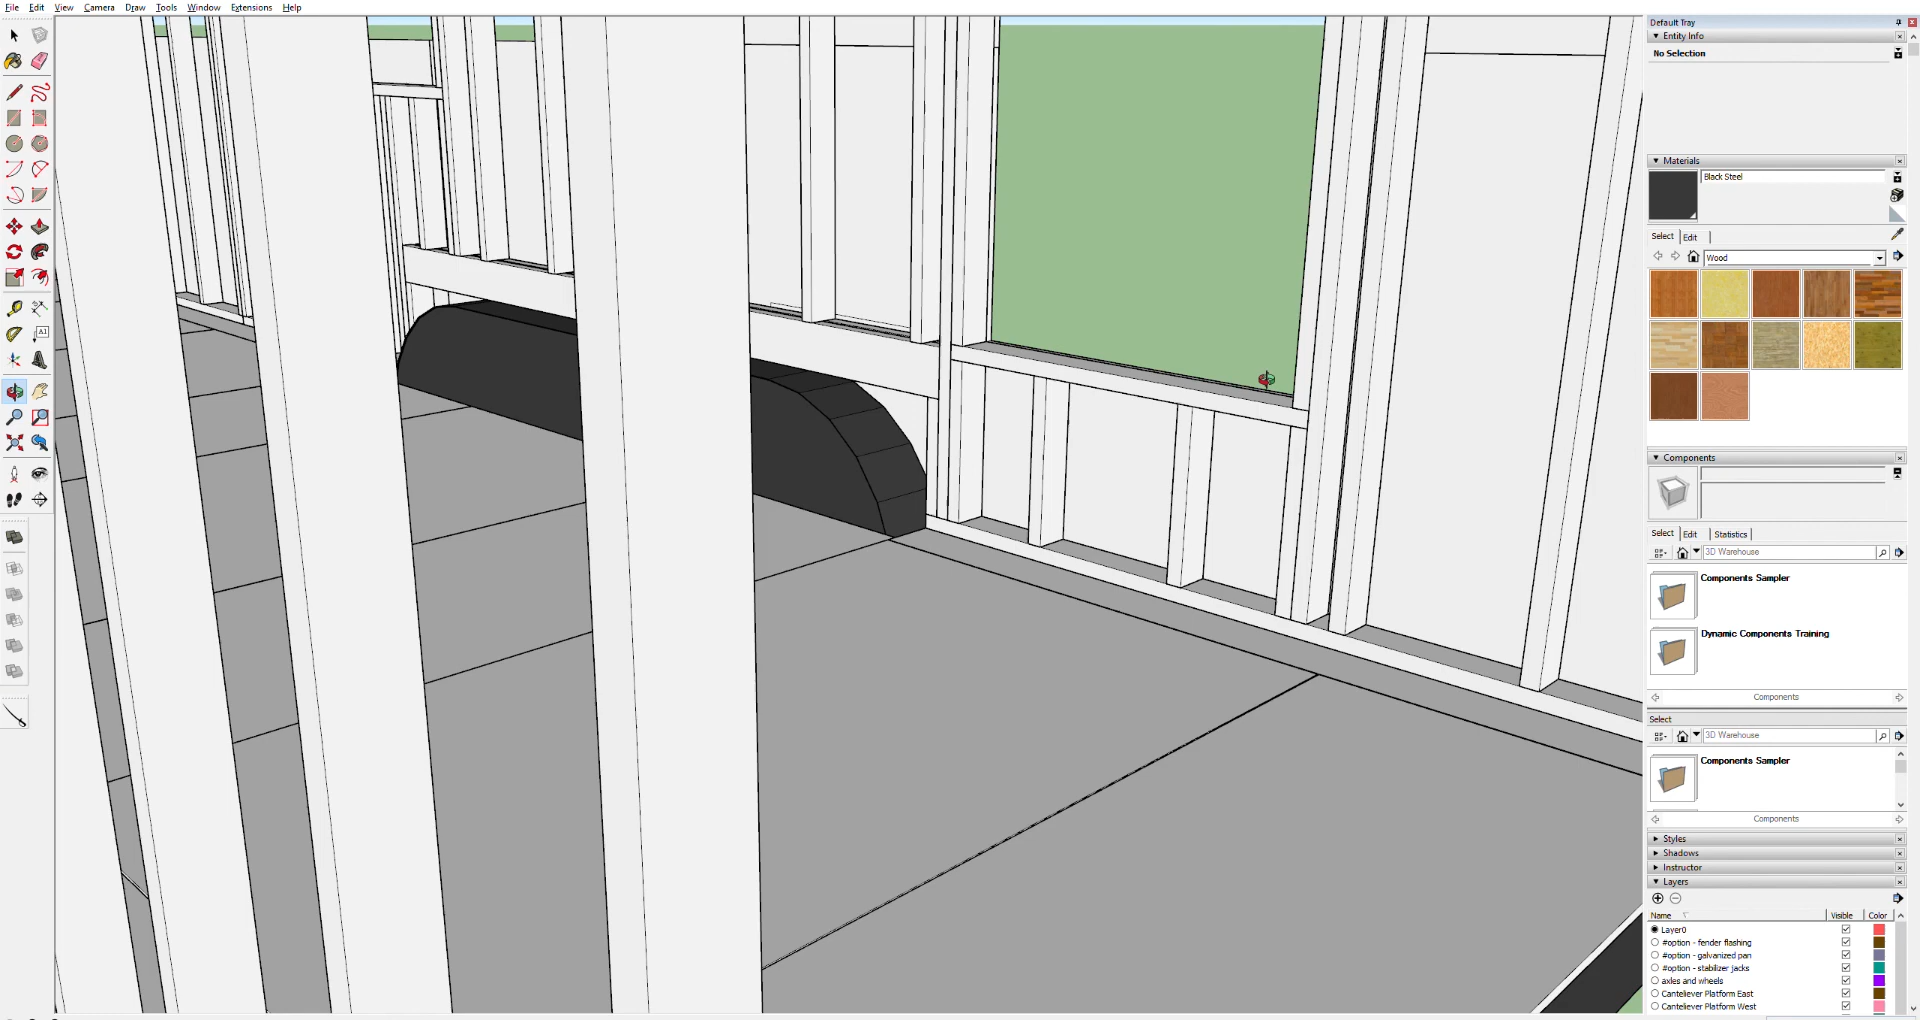 File Edit View Camera Draw Tools Window Extensions Help
Default Tray
Entity Info
No Selection
Materials
Black Steel
Select Edit
Wood
Components
Select Edit Statistics
3D Warehouse
Components Sampler
Dynamic Components Training
Components
Select
3D Warehouse
Components Sampler
Components
Styles
Shadows
Instructor
Layers
Name Visible Color
Layer0
#option - fender flashing
#option - galvanized pan
#option - stabilizer jacks
axles and wheels
Canteliever Platform East
Canteliever Platform West